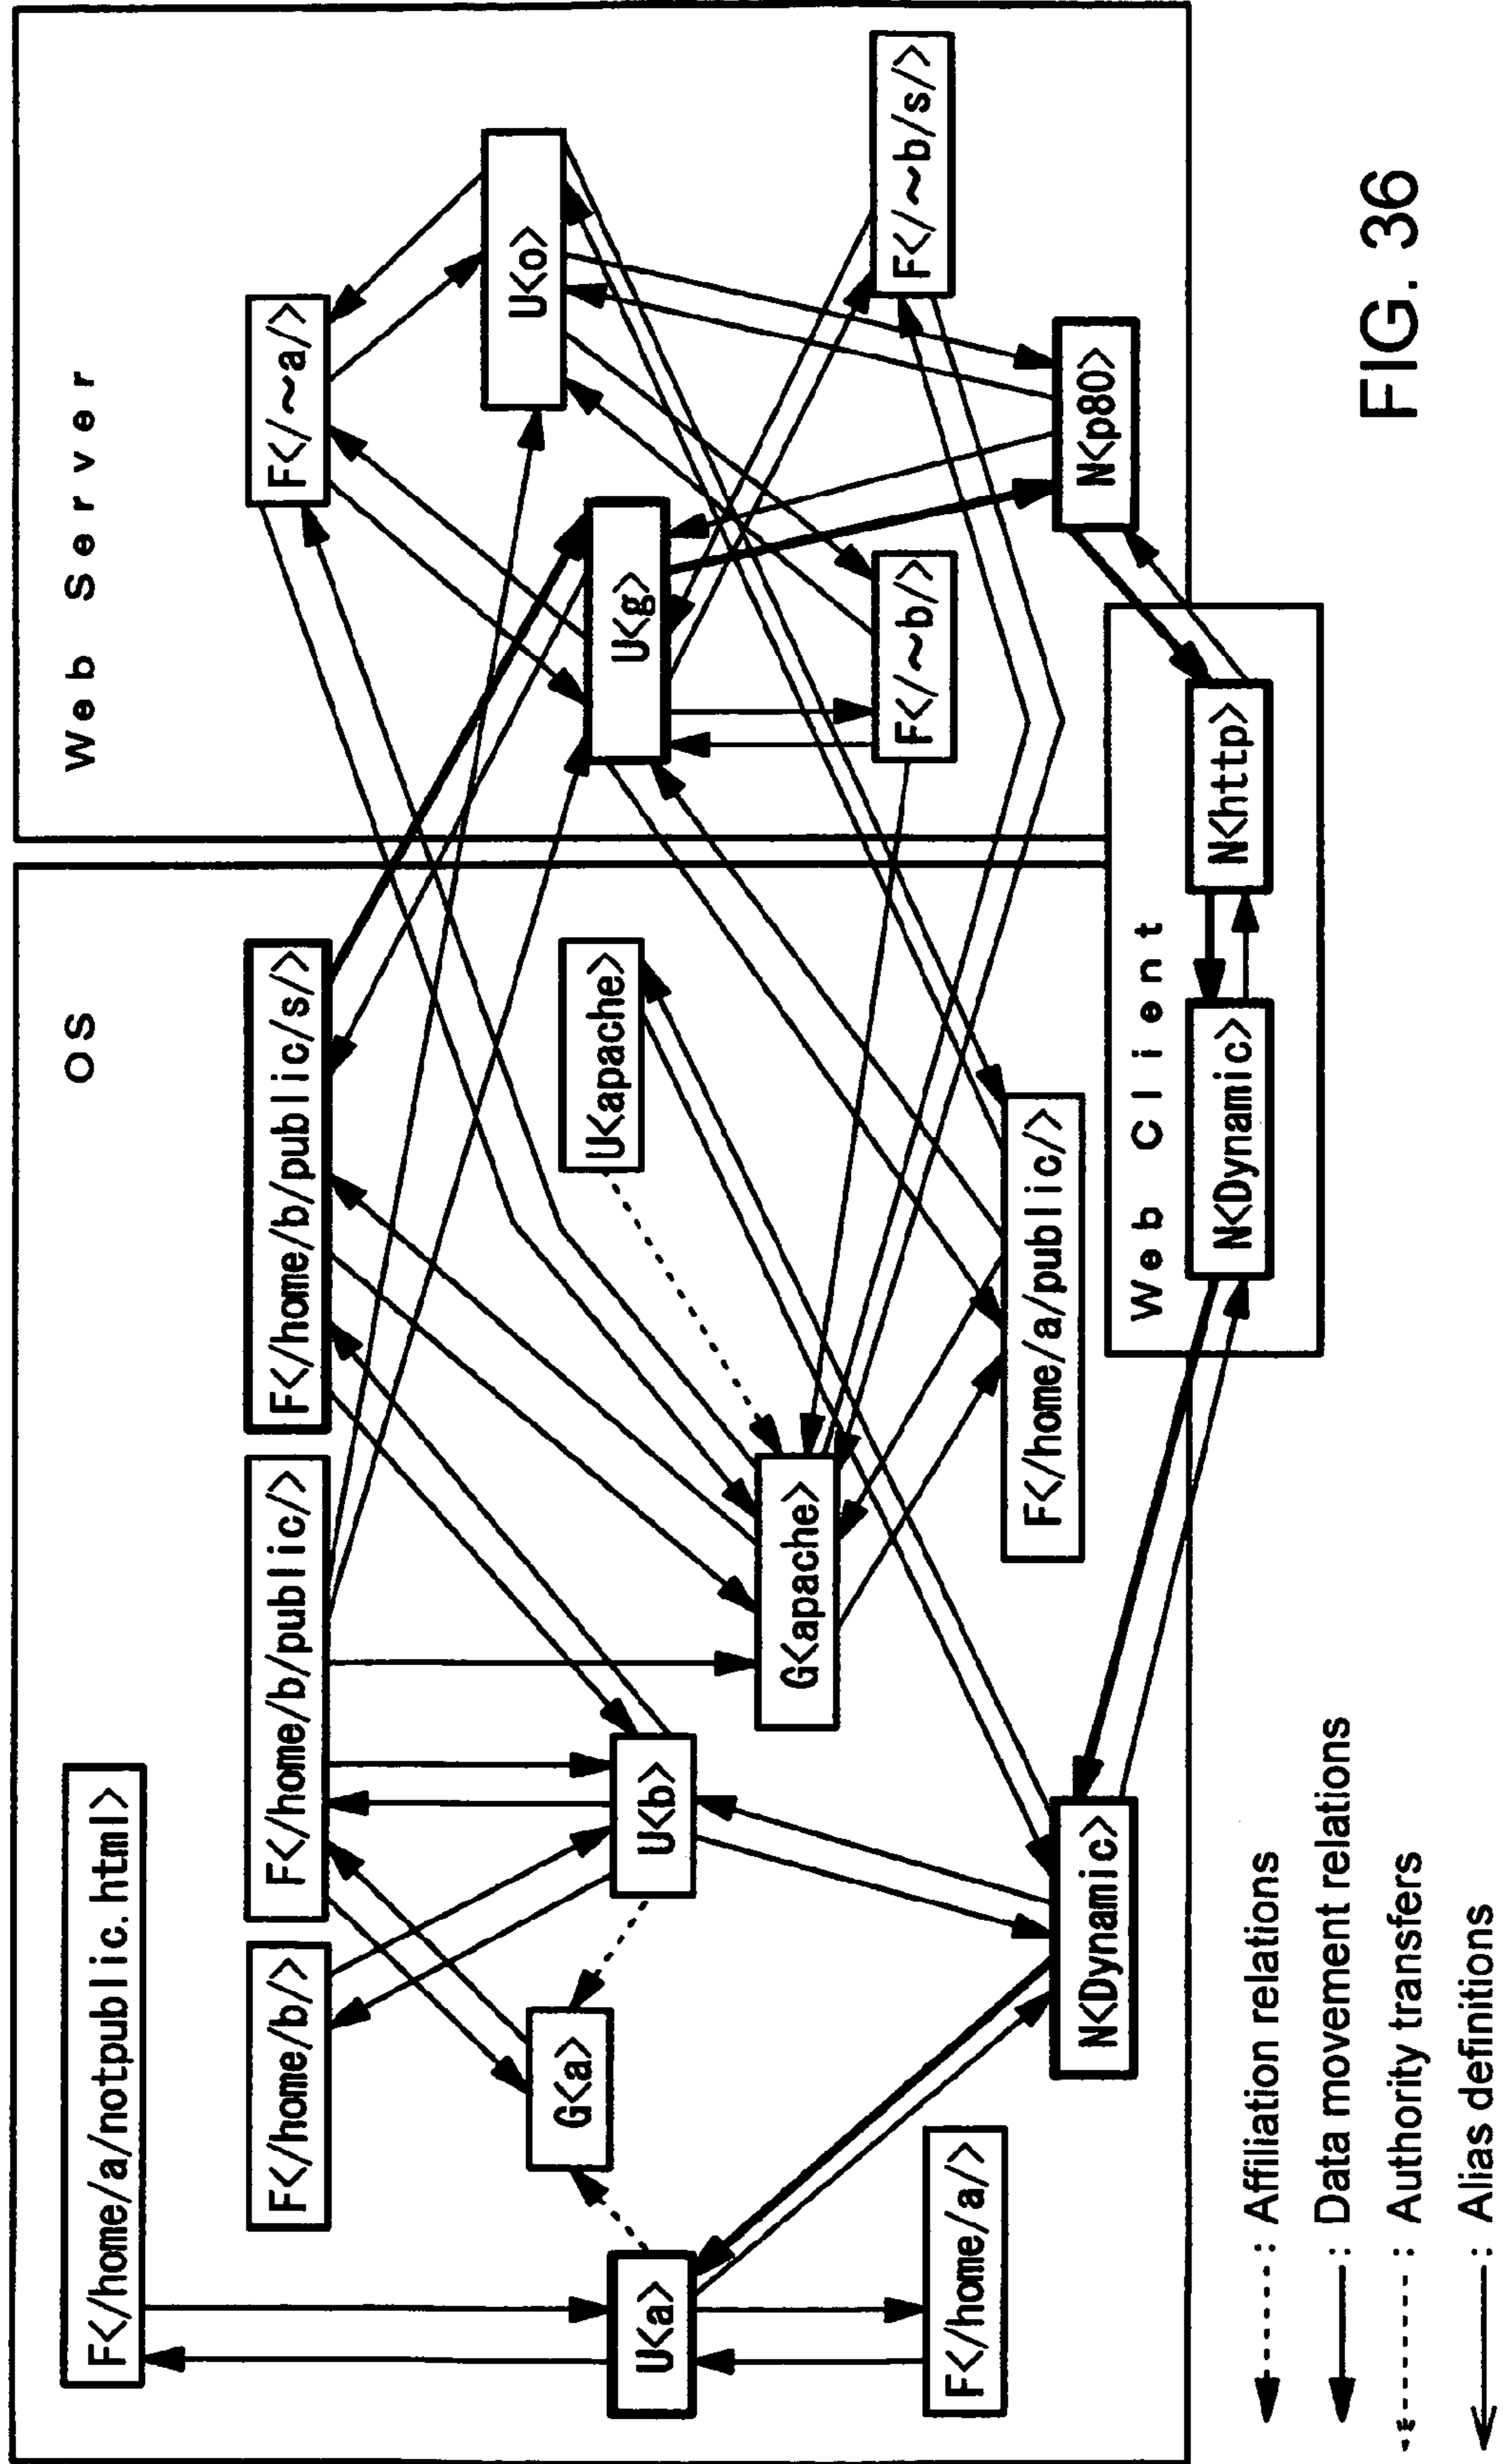 OS
Web Server
F</home/a/notpublic.html>
F</home/b/>
F</home/b/public/>
F</home/b/public/s/>
F</~a/>
U<o>
G<a>
U<apache>
U<a>
U<b>
U<g>
G<apache>
F</home/a/>
F</~b/>
F</~b/s/>
F</home/a/public/>
N<Dynamic>
N<p80>
Web Client
N<Dynamic>
N<http>
: Affiliation relations
: Data movement relations
: Authority transfers
: Alias definitions
FIG. 36